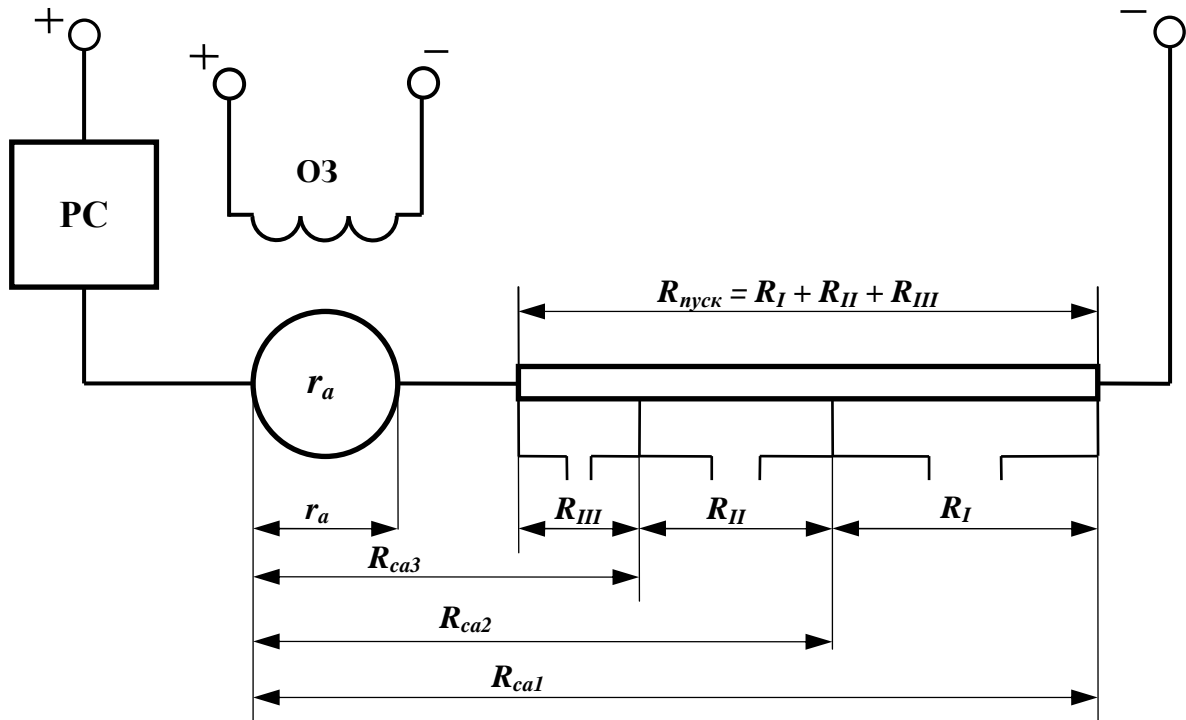 +
+
−
−
ОЗ
РС
R_пуск = R_I + R_II + R_III
r_a
r_a
R_III
R_II
R_I
R_ca3
R_ca2
R_ca1